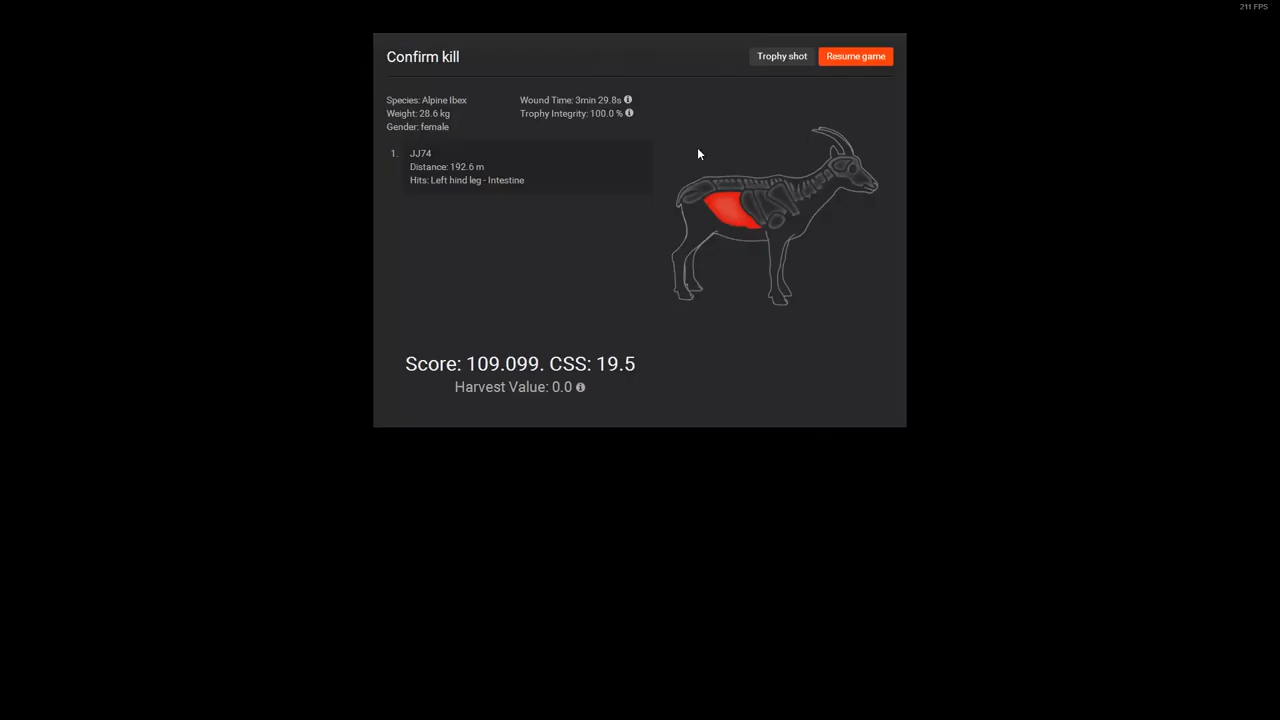 211 FPS
Confirm kill
Trophy shot
Resume game
Species: Alpine Ibex
Weight: 28.6 kg
Gender: female
Wound Time: 3min 29.8s
Trophy Integrity: 100.0 %
1. JJ74
Distance: 192.6 m
Hits: Left hind leg - Intestine
Score: 109.099. CSS: 19.5
Harvest Value: 0.0